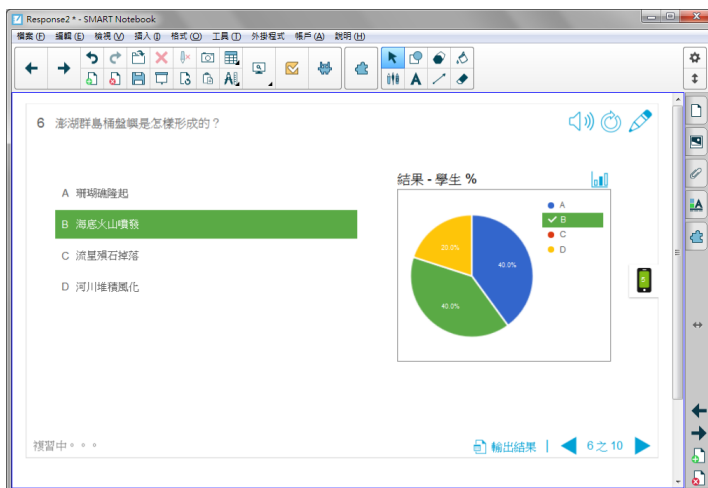 Response2 * - SMART Notebook
檔案(F) 編輯(E) 檢視(V) 插入(I) 格式(O) 工具(T) 外掛程式 帳戶(A) 說明(H)
6 澎湖群島桶盤嶼是怎樣形成的？
A 珊瑚礁隆起
B 海底火山噴發
C 流星殞石掉落
D 河川堆積風化
結果 - 學生 %
A
B
C
D
20.0%
40.0%
40.0%
複習中。。。
輸出結果 | 6之10